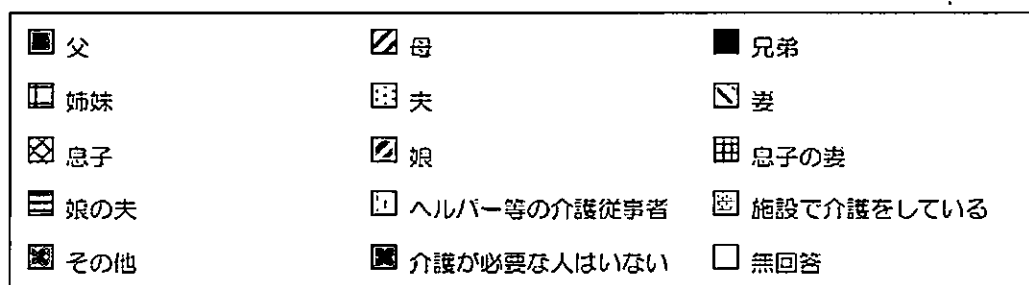 父 母 兄弟
姉妹 夫 妻
息子 娘 息子の妻
娘の夫 ヘルパー等の介護従事者 施設で介護をしている
その他 介護が必要な人はいない 無回答